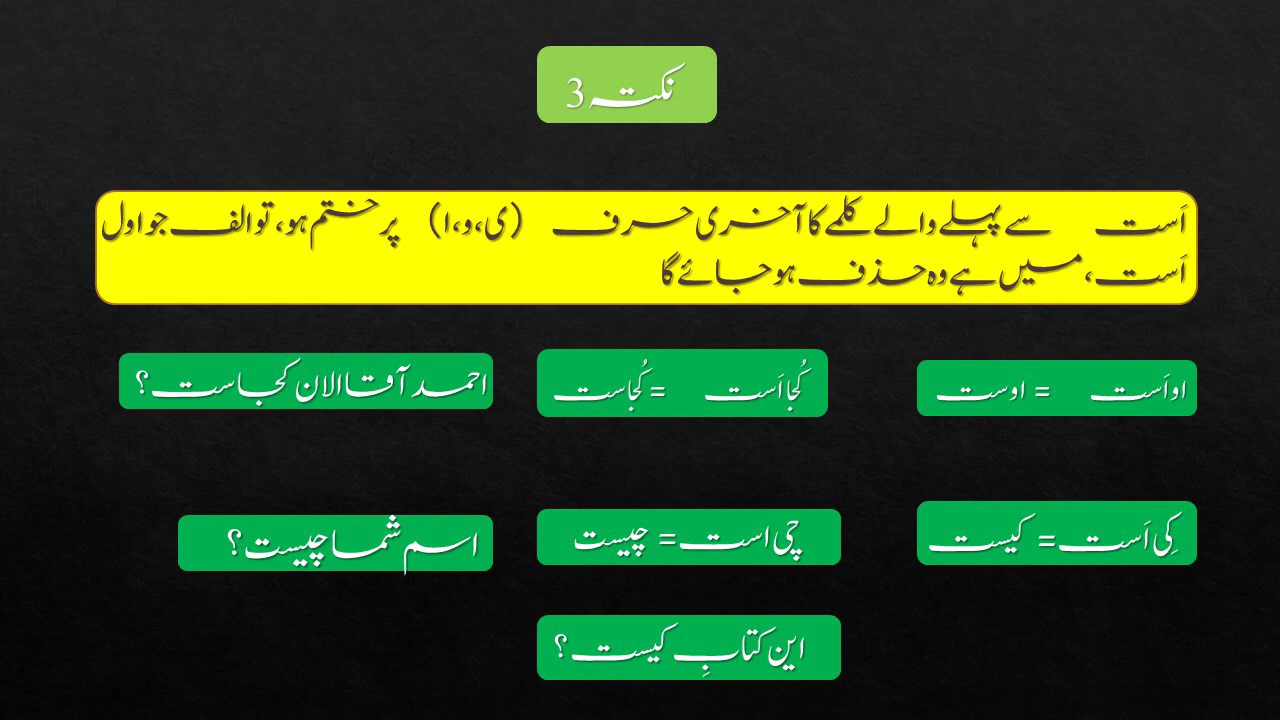 نکتہ 3
اَست سے پہلے والے کلمے کا آخری حرف (ی،و،ا) پر ختم ہو، تو الف جو اول
اَست، میں ہے وہ حذف ہو جائے گا
او اَست = اوست
کُجا اَست = کُجاست
احمد آقا الان کجاست؟
کِی اَست = کیست
چی است = چیست
اسم شما چیست؟
این کتابِ کیست؟